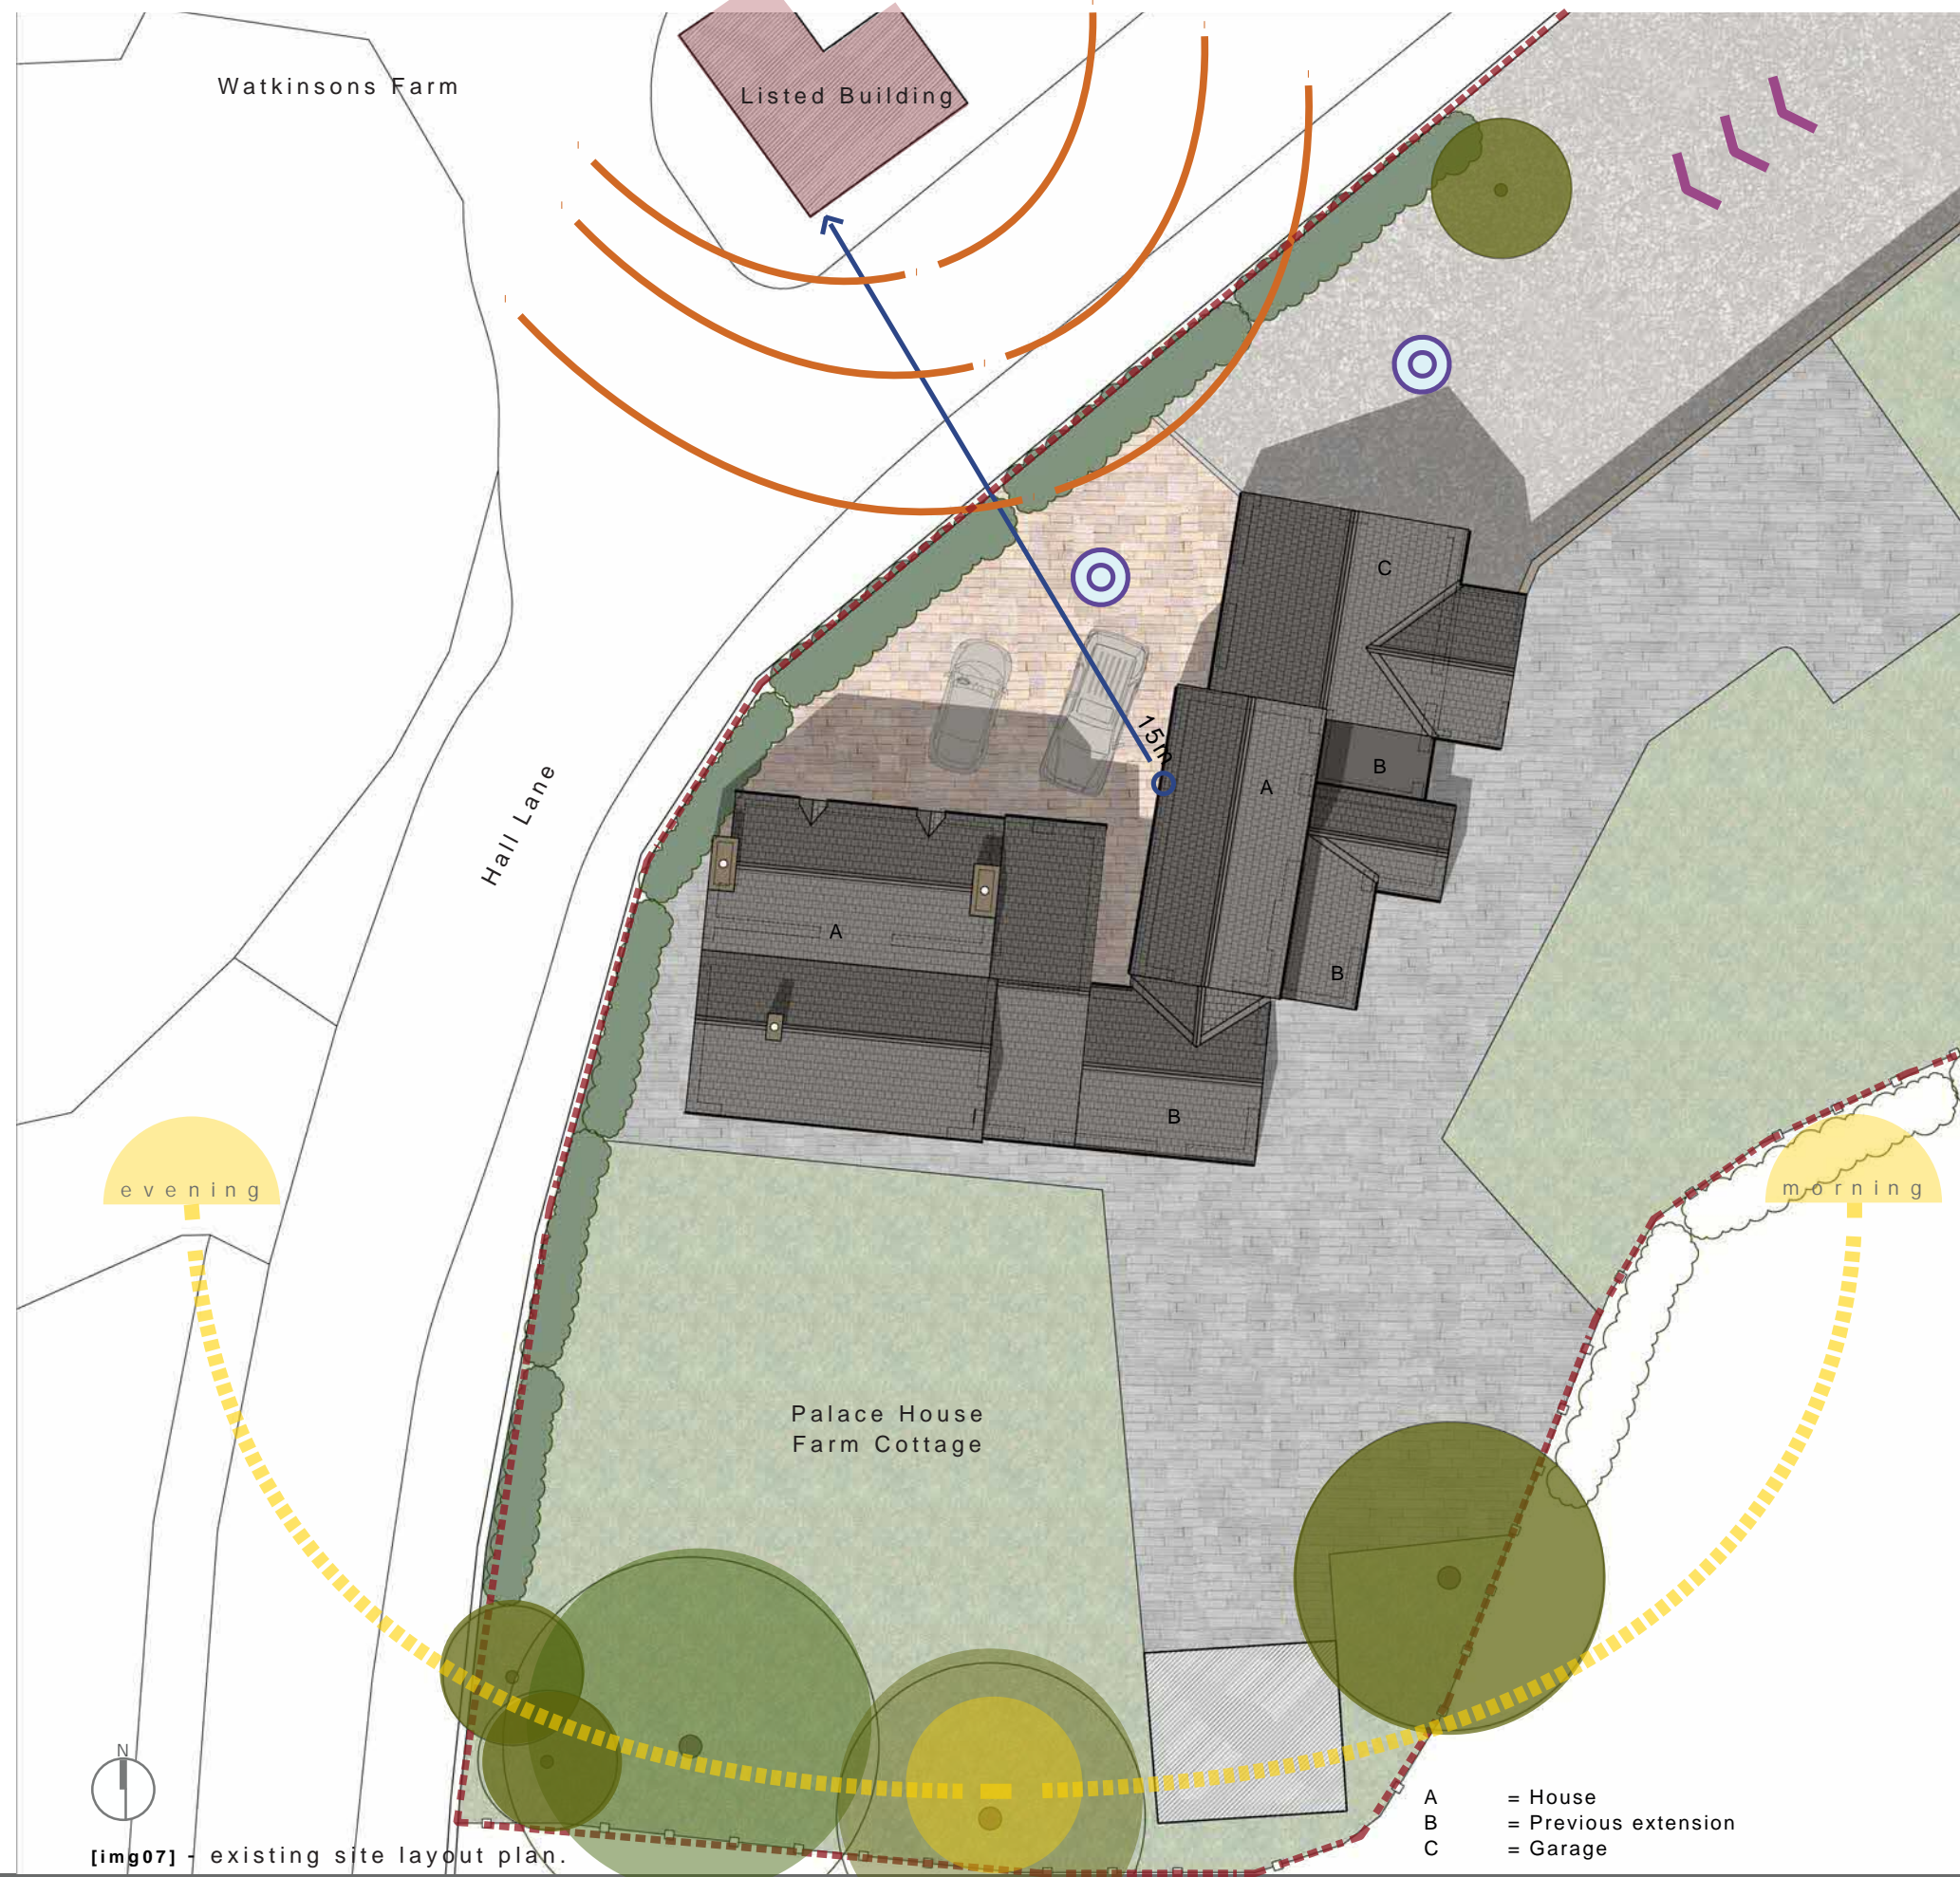 Watkinsons Farm
Listed Building
C
15m
B
A
Hall Lane
A
B
B
evening
morning
Palace House
Farm Cottage
N
A = House
B = Previous extension
C = Garage
[img07] - existing site layout plan.